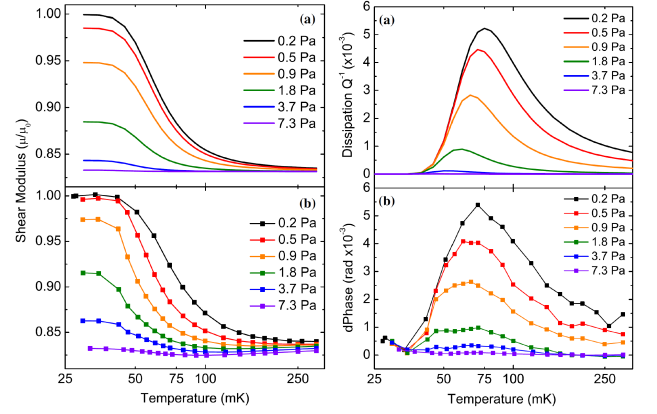 (a)
1.00
0.95
0.90
0.85
0.2 Pa
0.5 Pa
0.9 Pa
1.8 Pa
3.7 Pa
7.3 Pa
Shear Modulus (μ/μ₀)
(b)
1.00
0.95
0.90
0.85
0.2 Pa
0.5 Pa
0.9 Pa
1.8 Pa
3.7 Pa
7.3 Pa
25 50 75 100 250
Temperature (mK)
(a)
6
5
4
3
2
1
0
0.2 Pa
0.5 Pa
0.9 Pa
1.8 Pa
3.7 Pa
7.3 Pa
Dissipation Q⁻¹ (x10⁻³)
(b)
6
5
4
3
2
1
0
0.2 Pa
0.5 Pa
0.9 Pa
1.8 Pa
3.7 Pa
7.3 Pa
dPhase (rad x10⁻³)
25 50 75 100 250
Temperature (mK)